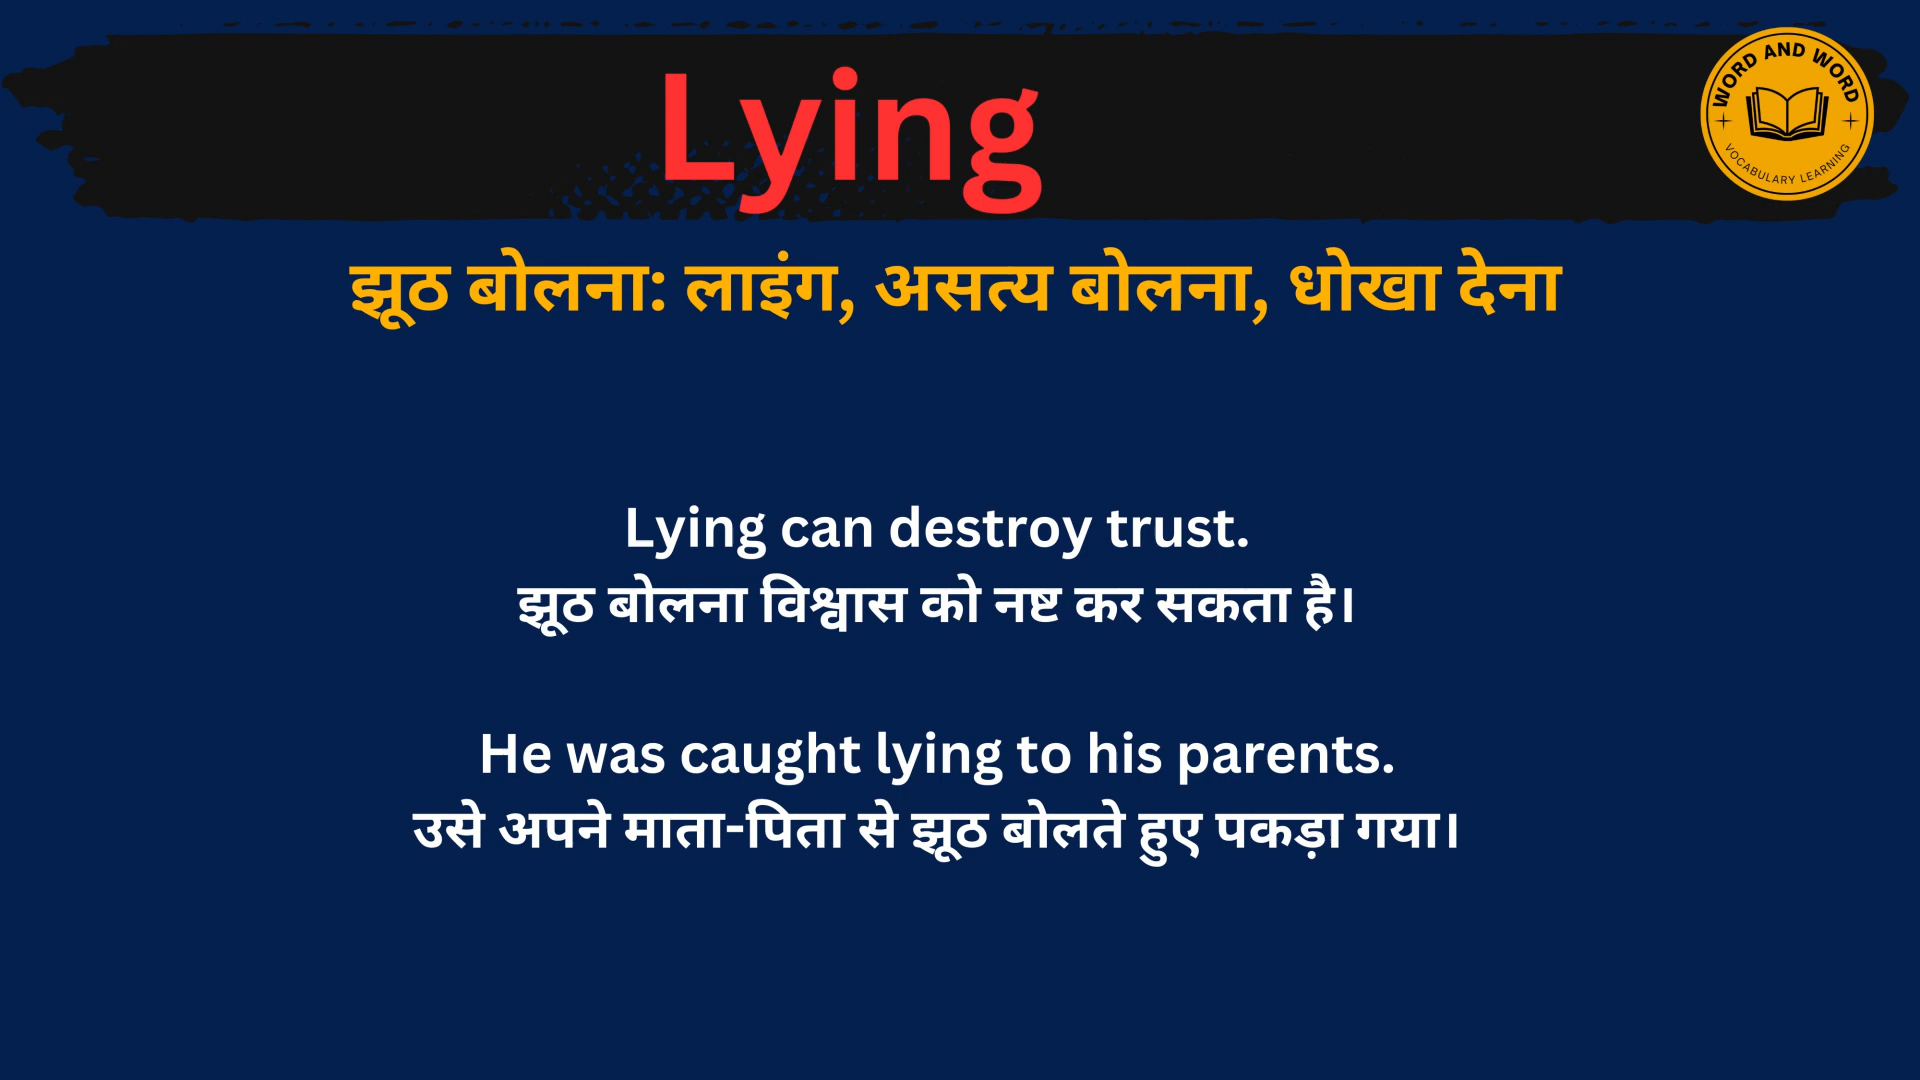 Lying
WORD AND WORD
VOCABULARY LEARNING
झूठ बोलना: लाइंग, असत्य बोलना, धोखा देना
Lying can destroy trust.
झूठ बोलना विश्वास को नष्ट कर सकता है।
He was caught lying to his parents.
उसे अपने माता-पिता से झूठ बोलते हुए पकड़ा गया।